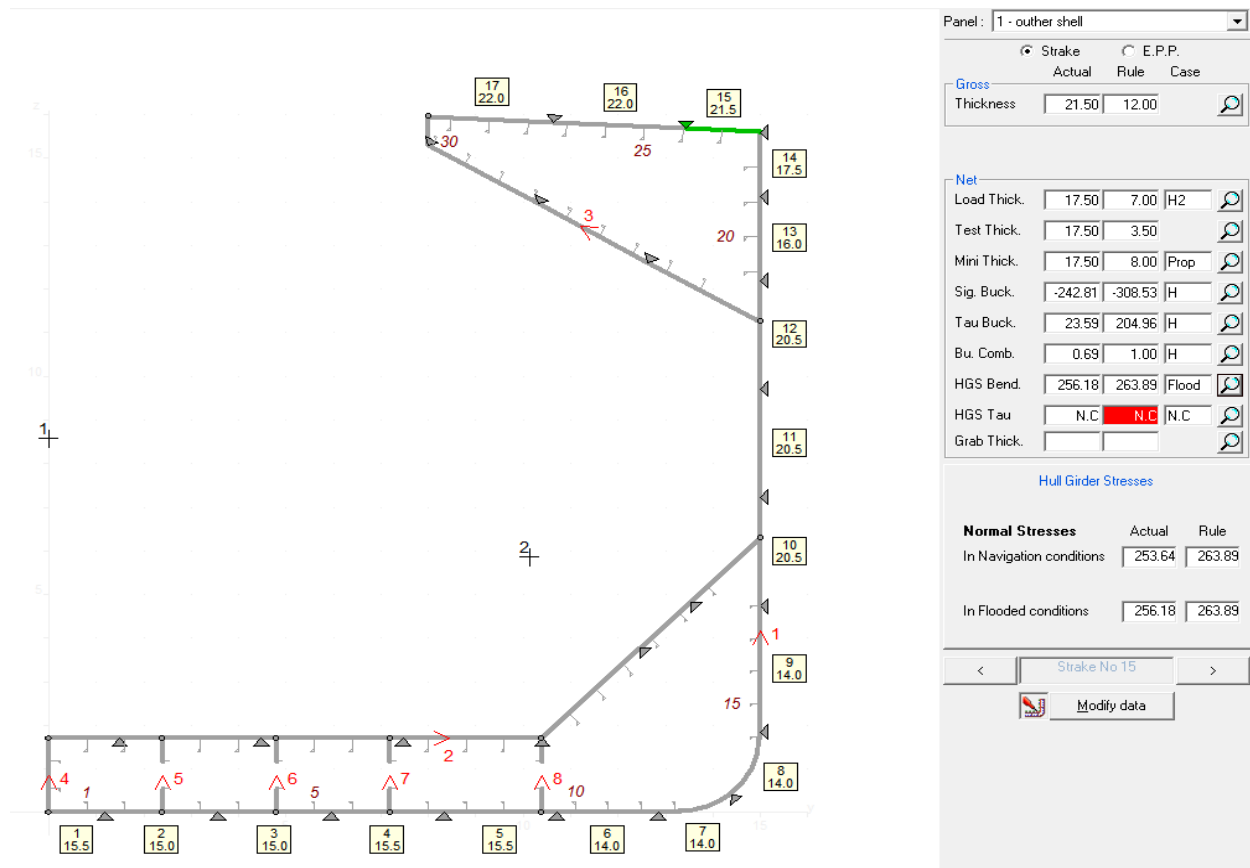 Panel : 1 - outher shell
Strake E.P.P.
Actual Rule Case
Gross
Thickness 21.50 12.00
Net
Load Thick. 17.50 7.00 H2
Test Thick. 17.50 3.50
Mini Thick. 17.50 8.00 Prop
Sig. Buck. -242.81 -308.53 H
Tau Buck. 23.59 204.96 H
Bu. Comb. 0.69 1.00 H
HGS Bend. 256.18 263.89 Flood
HGS Tau N.C N.C N.C
Grab Thick.
Hull Girder Stresses
Normal Stresses Actual Rule
In Navigation conditions 253.64 263.89
In Flooded conditions 256.18 263.89
< Strake No 15 >
Modify data
z
17
22.0
16
22.0
15
21.5
15
30
25
14
17.5
3
20
13
16.0
12
20.5
10
1
11
20.5
2
10
20.5
5
1
9
14.0
15
2
4
5
6
7
8
1
5
10
8
14.0
10
15
y
1
15.5
2
15.0
3
15.0
4
15.5
5
15.5
6
14.0
7
14.0